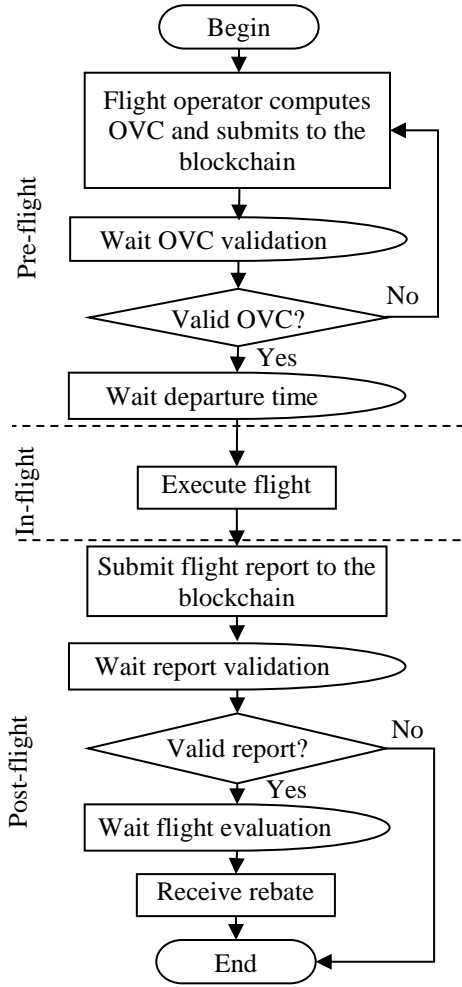 Begin
Flight operator computes
OVC and submits to the
blockchain
Pre-flight
Wait OVC validation
No
Valid OVC?
Yes
Wait departure time
In-flight
Execute flight
Submit flight report to the
blockchain
Wait report validation
Post-flight
No
Valid report?
Yes
Wait flight evaluation
Receive rebate
End